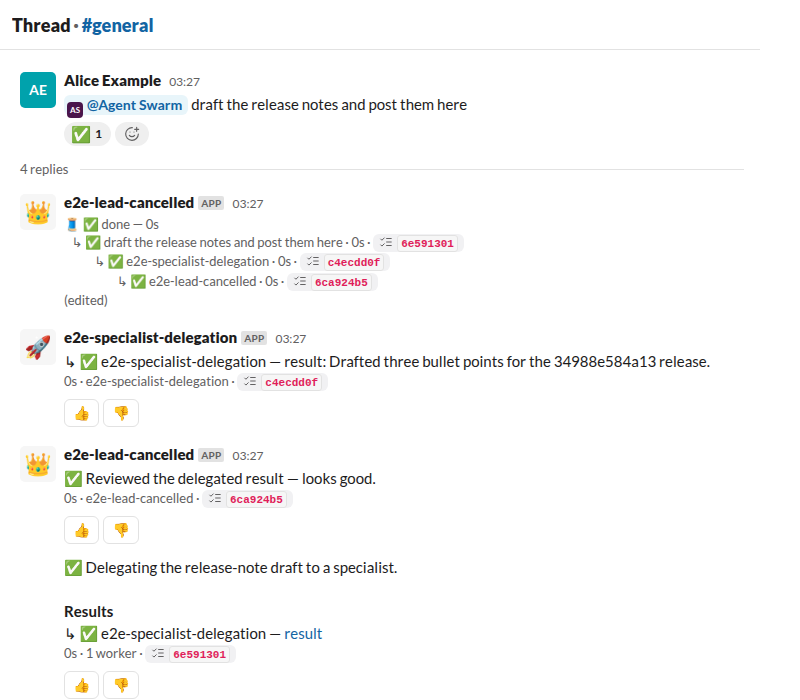 Thread · #general
AE
Alice Example 03:27
AS @Agent Swarm draft the release notes and post them here
✅ 1
4 replies
e2e-lead-cancelled APP 03:27
🧵 ✅ done — 0s
↳ ✅ draft the release notes and post them here · 0s · 6e591301
↳ ✅ e2e-specialist-delegation · 0s · c4ecdd0f
↳ ✅ e2e-lead-cancelled · 0s · 6ca924b5
(edited)
e2e-specialist-delegation APP 03:27
↳ ✅ e2e-specialist-delegation — result: Drafted three bullet points for the 34988e584a13 release.
0s · e2e-specialist-delegation · c4ecdd0f
👍 👎
e2e-lead-cancelled APP 03:27
✅ Reviewed the delegated result — looks good.
0s · e2e-lead-cancelled · 6ca924b5
👍 👎
✅ Delegating the release-note draft to a specialist.
Results
↳ ✅ e2e-specialist-delegation — result
0s · 1 worker · 6e591301
👍 👎